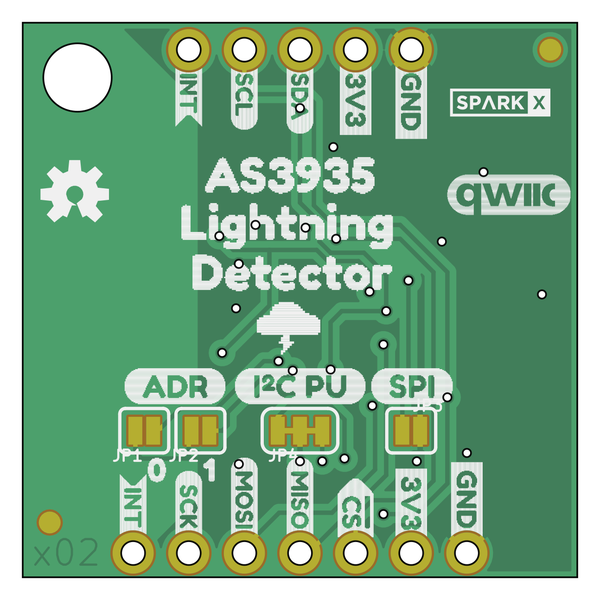 INT SCL SDA 3V3 GND
SPARK X
qwiic
AS3935
Lightning
Detector
ADR I²C PU SPI
JP1 JP2 JP4
0 1
INT SCK MOSI MISO CS 3V3 GND
x02